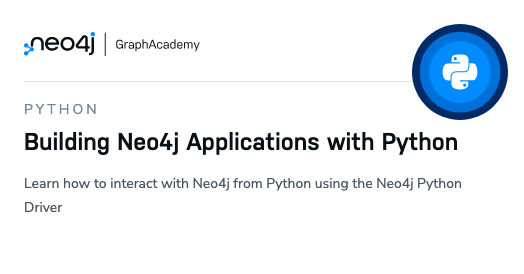 neo4j GraphAcademy
PYTHON
Building Neo4j Applications with Python
Learn how to interact with Neo4j from Python using the Neo4j Python
Driver